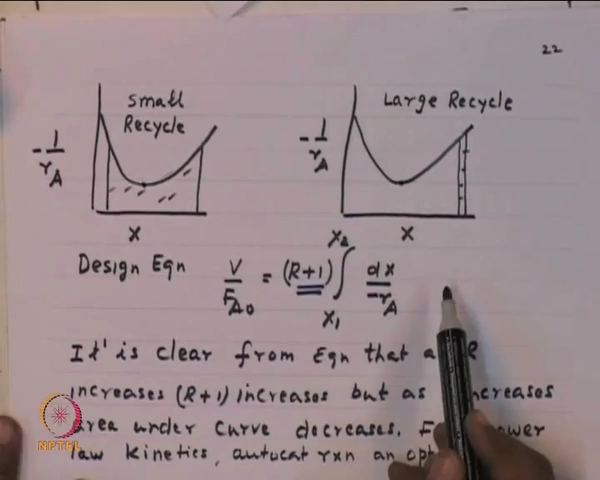 22
Small
Recycle
Large Recycle
-1/rA
-1/rA
X
X
Design Eqn V/FA0 = (R+1) ∫ X1 X2 dx/-rA
It' is clear from Eqn that a R
increases (R+1) increases but as increases
area under curve decreases. F ower
law kinetics, autocat rxn an opt
NPTEL